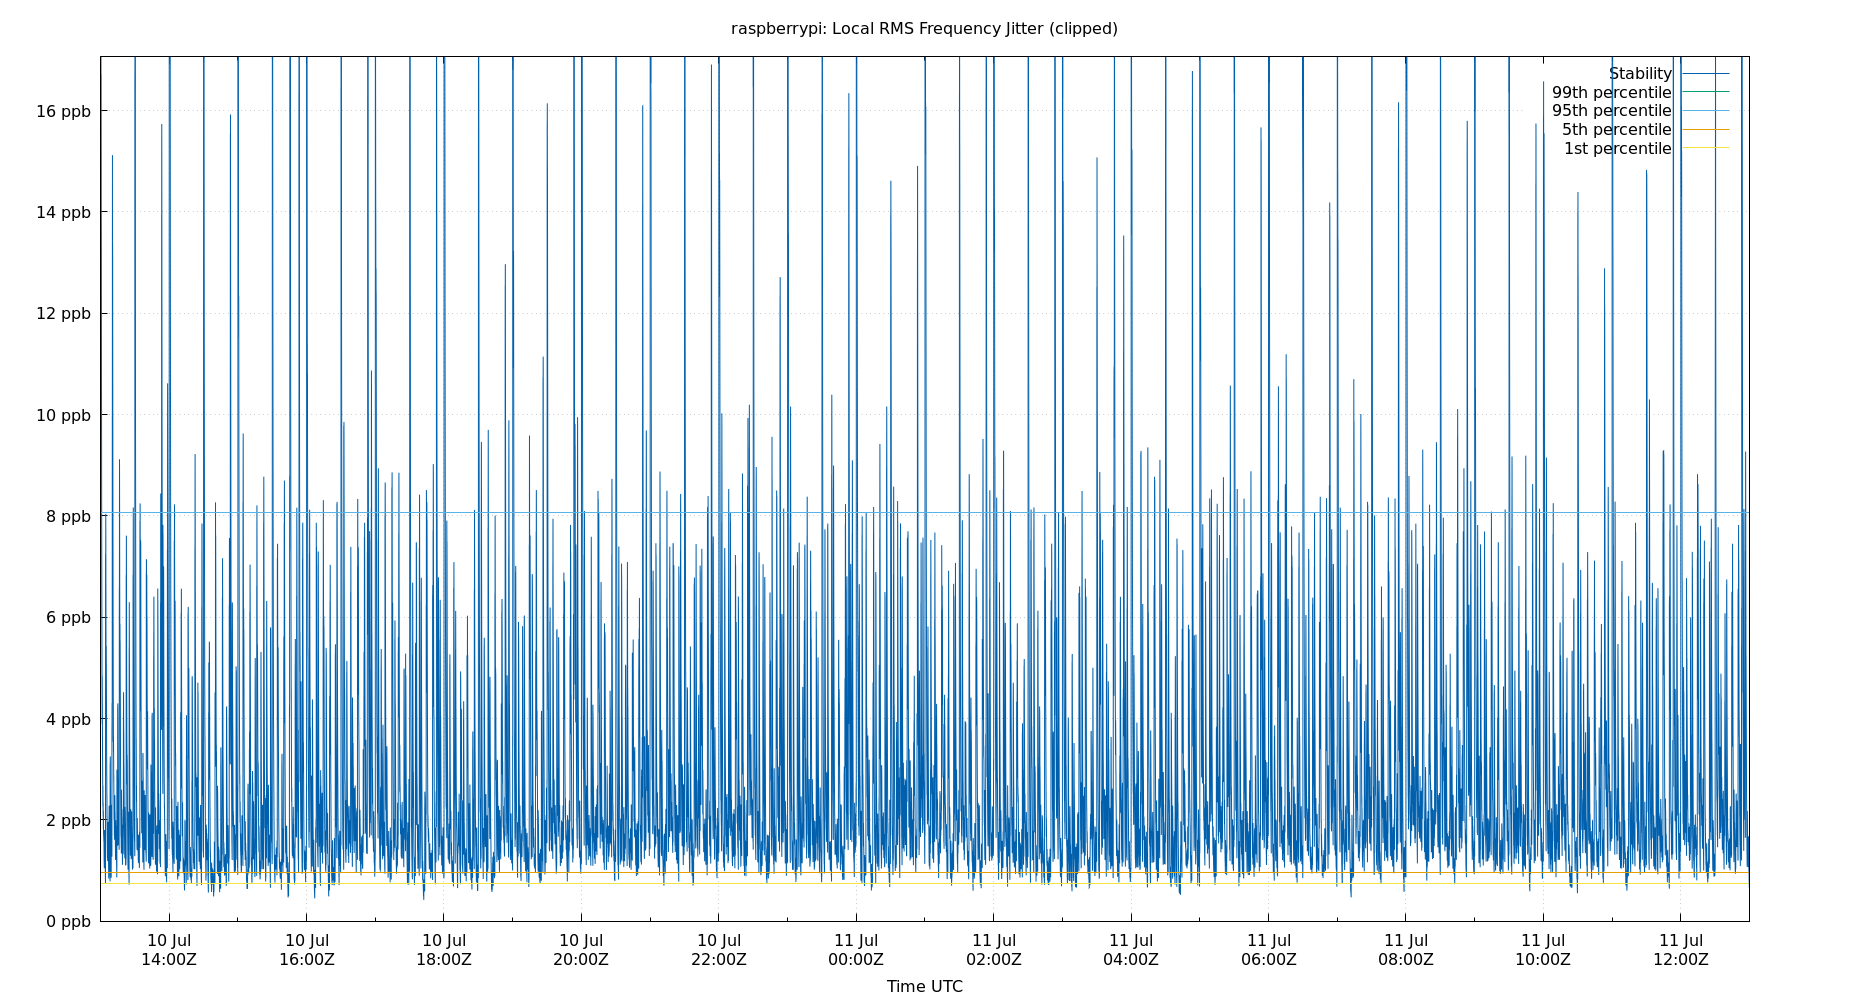 raspberrypi: Local RMS Frequency Jitter (clipped)
Stability
99th percentile
95th percentile
5th percentile
1st percentile
16 ppb
14 ppb
12 ppb
10 ppb
8 ppb
6 ppb
4 ppb
2 ppb
0 ppb
10 Jul 10 Jul 10 Jul 10 Jul 10 Jul 11 Jul 11 Jul 11 Jul 11 Jul 11 Jul 11 Jul 11 Jul
14:00Z 16:00Z 18:00Z 20:00Z 22:00Z 00:00Z 02:00Z 04:00Z 06:00Z 08:00Z 10:00Z 12:00Z
Time UTC